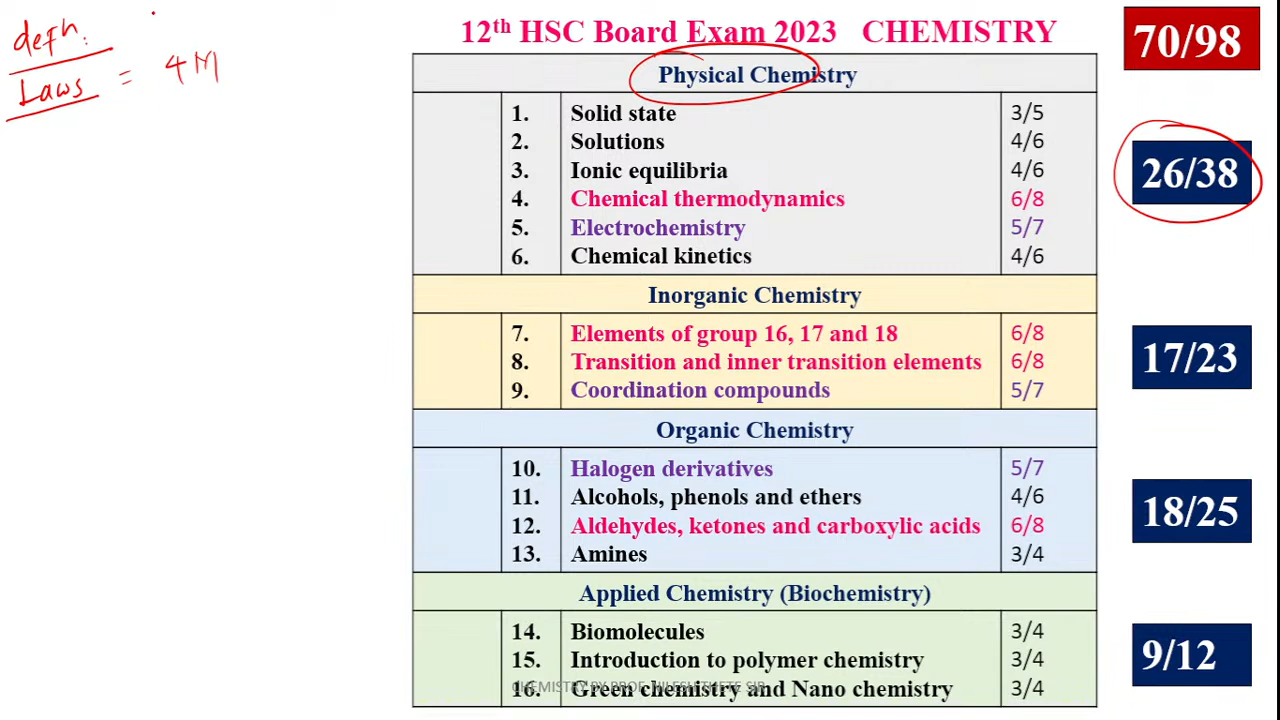 defn.
Laws = 4M
12th HSC Board Exam 2023 CHEMISTRY
70/98
Physical Chemistry
1. Solid state 3/5
2. Solutions 4/6
3. Ionic equilibria 4/6
4. Chemical thermodynamics 6/8
5. Electrochemistry 5/7
6. Chemical kinetics 4/6
26/38
Inorganic Chemistry
7. Elements of group 16, 17 and 18 6/8
8. Transition and inner transition elements 6/8
9. Coordination compounds 5/7
17/23
Organic Chemistry
10. Halogen derivatives 5/7
11. Alcohols, phenols and ethers 4/6
12. Aldehydes, ketones and carboxylic acids 6/8
13. Amines 3/4
18/25
Applied Chemistry (Biochemistry)
14. Biomolecules 3/4
15. Introduction to polymer chemistry 3/4
16. Green chemistry and Nano chemistry 3/4
9/12
CHEMISTRY BY PROF. NILESH THETE SIR